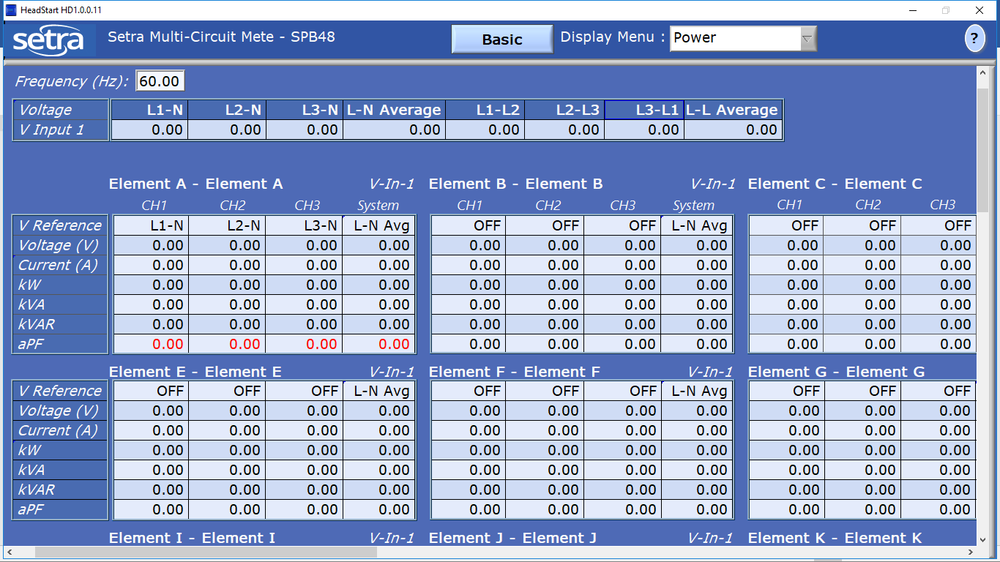 HeadStart HD1.0.0.11
setra Setra Multi-Circuit Mete - SPB48 Basic Display Menu : Power ?
Frequency (Hz): 60.00
Voltage L1-N L2-N L3-N L-N Average L1-L2 L2-L3 L3-L1 L-L Average
V Input 1 0.00 0.00 0.00 0.00 0.00 0.00 0.00 0.00
Element A - Element A V-In-1 Element B - Element B V-In-1 Element C - Element C
CH1 CH2 CH3 System CH1 CH2 CH3 System CH1 CH2 CH3
V Reference L1-N L2-N L3-N L-N Avg OFF OFF OFF L-N Avg OFF OFF OFF
Voltage (V) 0.00 0.00 0.00 0.00 0.00 0.00 0.00 0.00 0.00 0.00 0.00
Current (A) 0.00 0.00 0.00 0.00 0.00 0.00 0.00 0.00 0.00 0.00 0.00
kW 0.00 0.00 0.00 0.00 0.00 0.00 0.00 0.00 0.00 0.00 0.00
kVA 0.00 0.00 0.00 0.00 0.00 0.00 0.00 0.00 0.00 0.00 0.00
kVAR 0.00 0.00 0.00 0.00 0.00 0.00 0.00 0.00 0.00 0.00 0.00
aPF 0.00 0.00 0.00 0.00 0.00 0.00 0.00 0.00 0.00 0.00 0.00
Element E - Element E V-In-1 Element F - Element F V-In-1 Element G - Element G
V Reference OFF OFF OFF L-N Avg OFF OFF OFF L-N Avg OFF OFF OFF
Voltage (V) 0.00 0.00 0.00 0.00 0.00 0.00 0.00 0.00 0.00 0.00 0.00
Current (A) 0.00 0.00 0.00 0.00 0.00 0.00 0.00 0.00 0.00 0.00 0.00
kW 0.00 0.00 0.00 0.00 0.00 0.00 0.00 0.00 0.00 0.00 0.00
kVA 0.00 0.00 0.00 0.00 0.00 0.00 0.00 0.00 0.00 0.00 0.00
kVAR 0.00 0.00 0.00 0.00 0.00 0.00 0.00 0.00 0.00 0.00 0.00
aPF 0.00 0.00 0.00 0.00 0.00 0.00 0.00 0.00 0.00 0.00 0.00
Element I - Element I V-In-1 Element J - Element J V-In-1 Element K - Element K